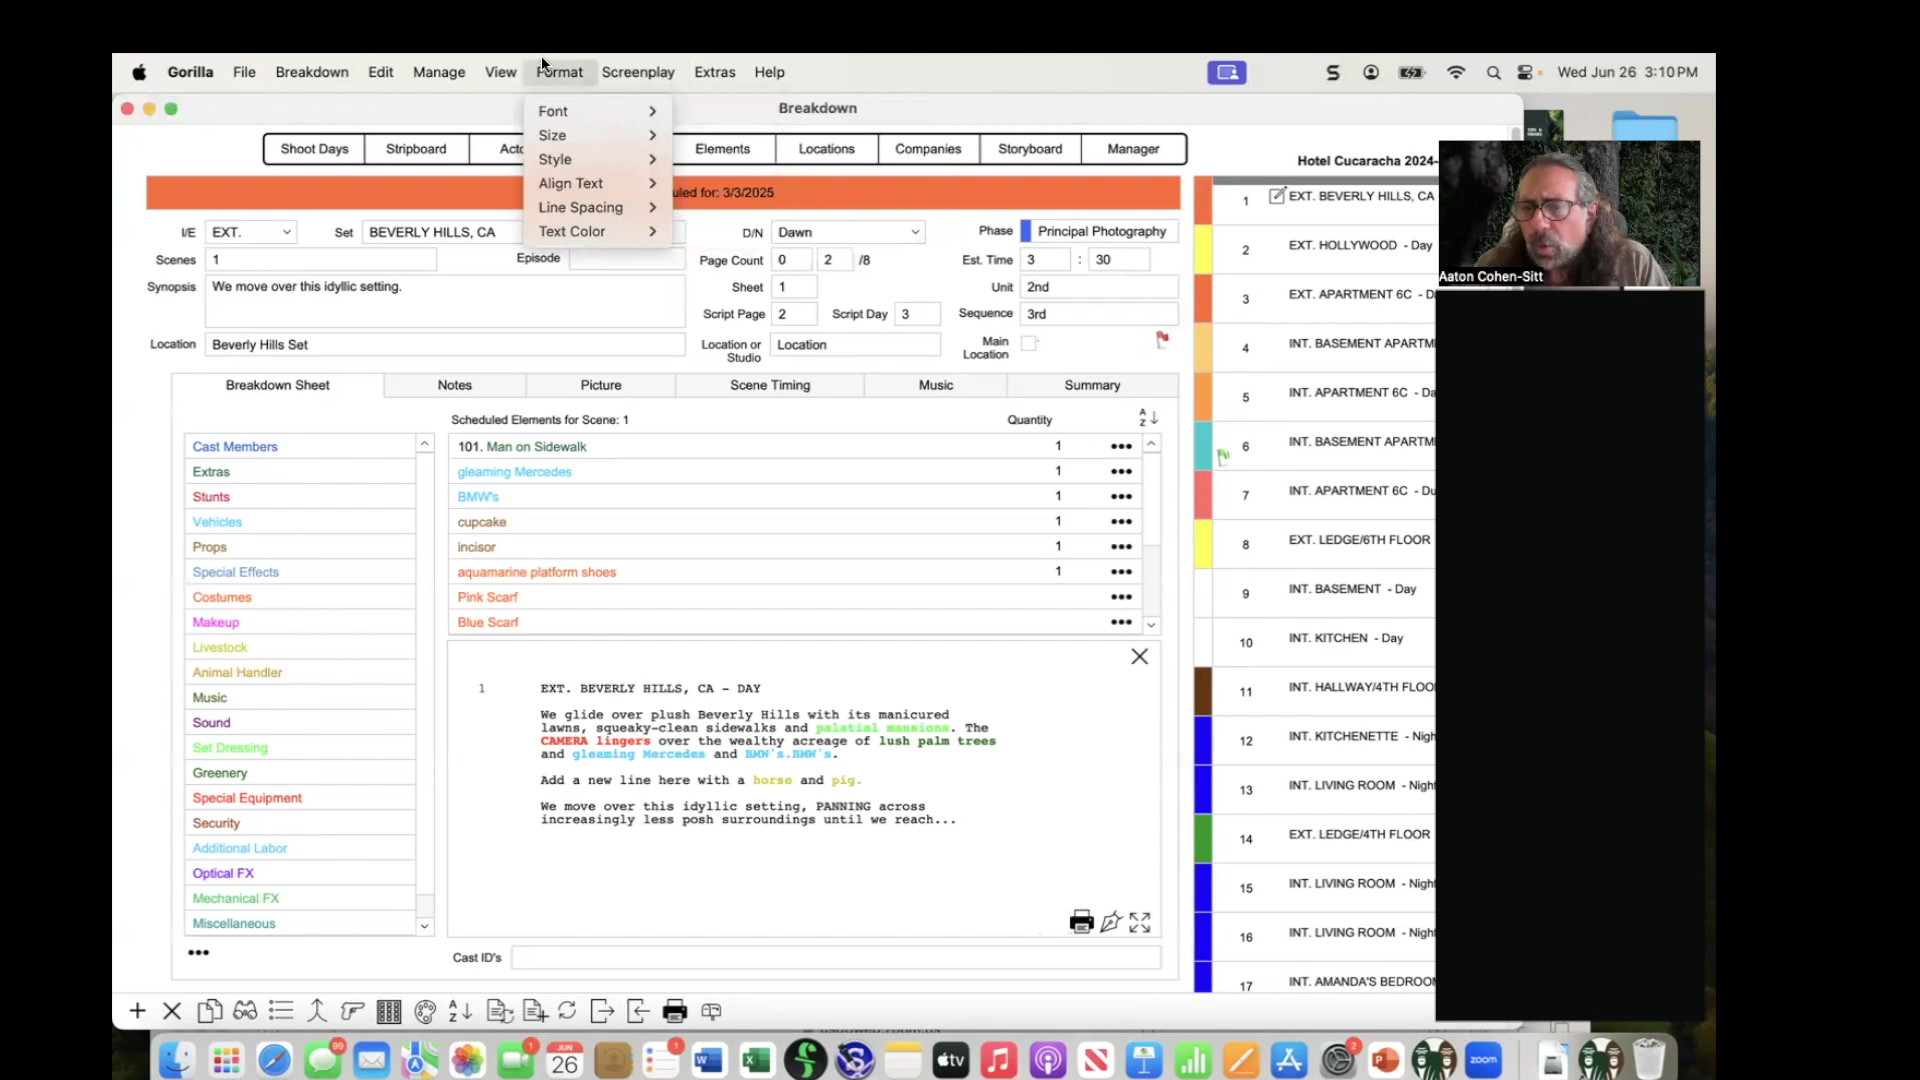 Gorilla File Breakdown Edit Manage View Format Screenplay Extras Help Wed Jun 26 3:10 PM
Breakdown
Font
Size
Style
Align Text
Line Spacing
Text Color
Shoot Days Stripboard Elements Locations Companies Storyboard Manager
Hotel Cucaracha 2024-
uled for: 3/3/2025
I/E EXT. Set BEVERLY HILLS, CA D/N Dawn Phase Principal Photography
Scenes 1 Episode Page Count 0 2 /8 Est. Time 3 : 30
Synopsis We move over this idyllic setting. Sheet 1 Unit 2nd
Script Page 2 Script Day 3 Sequence 3rd
Location Beverly Hills Set Location or Studio Location Main Location
Breakdown Sheet Notes Picture Scene Timing Music Summary
Scheduled Elements for Scene: 1 Quantity
Cast Members
Extras
Stunts
Vehicles
Props
Special Effects
Costumes
Makeup
Livestock
Animal Handler
Music
Sound
Set Dressing
Greenery
Special Equipment
Security
Additional Labor
Optical FX
Mechanical FX
Miscellaneous
101. Man on Sidewalk 1
gleaming Mercedes 1
BMW's 1
cupcake 1
incisor 1
aquamarine platform shoes 1
Pink Scarf
Blue Scarf
1 EXT. BEVERLY HILLS, CA - DAY
We glide over plush Beverly Hills with its manicured
lawns, squeaky-clean sidewalks and palatial mansions. The
CAMERA lingers over the wealthy acreage of lush palm trees
and gleaming Mercedes and BMW's.BMW's.
Add a new line here with a horse and pig.
We move over this idyllic setting, PANNING across
increasingly less posh surroundings until we reach...
Cast ID's
1 EXT. BEVERLY HILLS, CA
2 EXT. HOLLYWOOD - Day
3 EXT. APARTMENT 6C - D
4 INT. BASEMENT APARTM
5 INT. APARTMENT 6C - Da
6 INT. BASEMENT APARTM
7 INT. APARTMENT 6C - Du
8 EXT. LEDGE/6TH FLOOR
9 INT. BASEMENT - Day
10 INT. KITCHEN - Day
11 INT. HALLWAY/4TH FLOO
12 INT. KITCHENETTE - Nigh
13 INT. LIVING ROOM - Night
14 EXT. LEDGE/4TH FLOOR
15 INT. LIVING ROOM - Night
16 INT. LIVING ROOM - Night
17 INT. AMANDA'S BEDROOM
Aaton Cohen-Sitt
99 1 JUN 26 1 tv 2 zoom